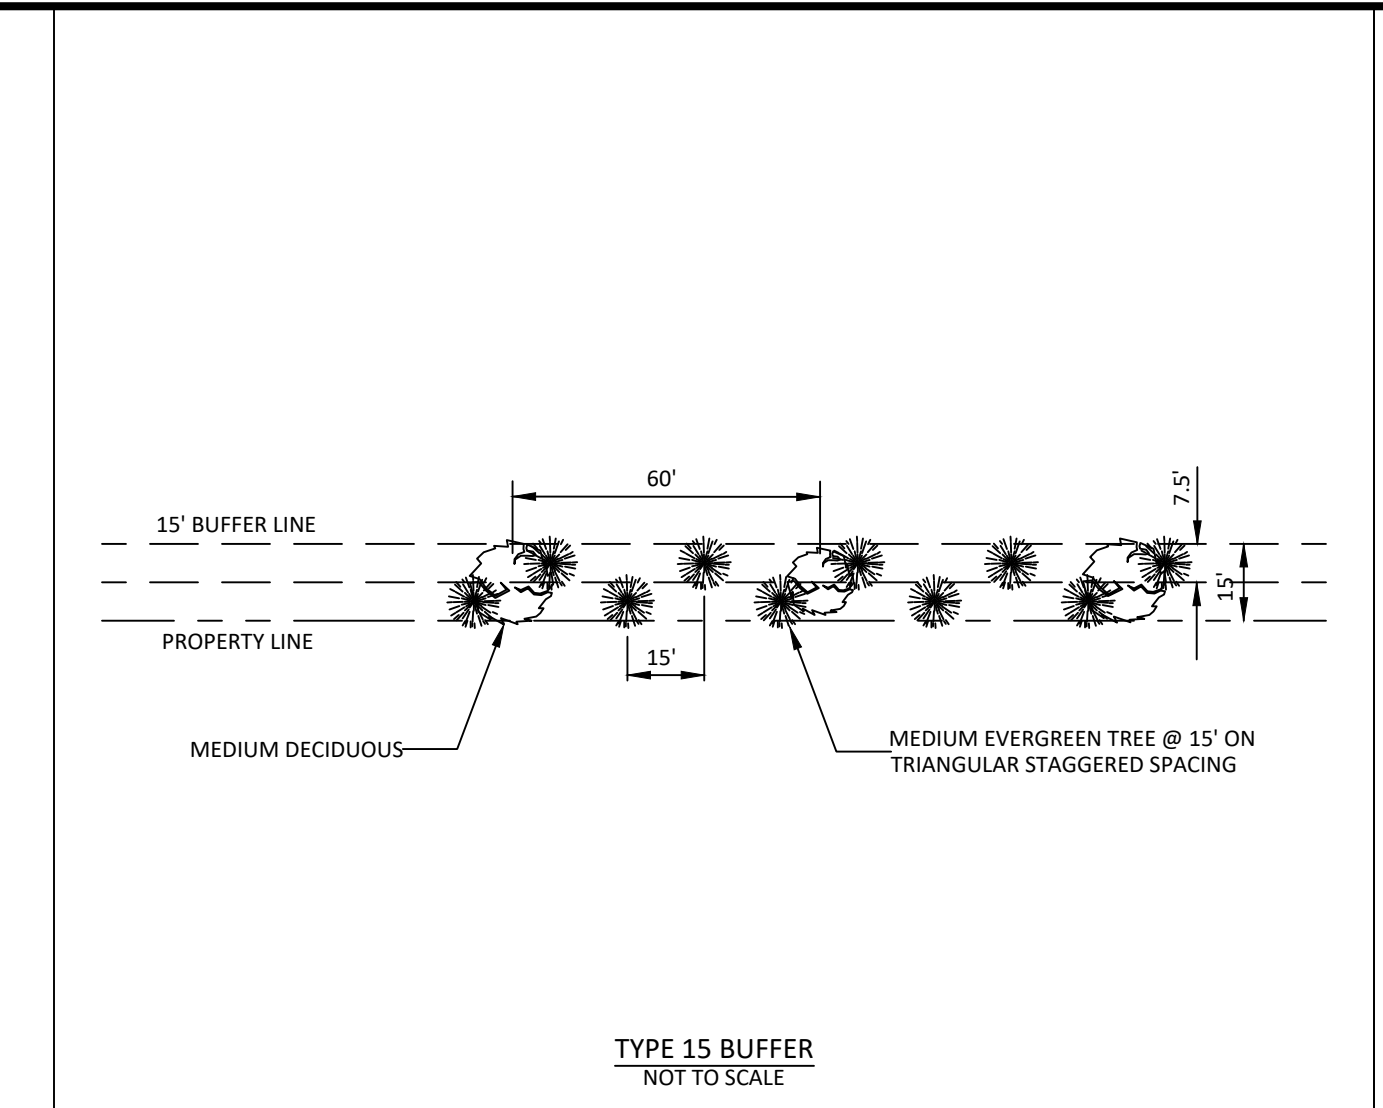 60'
7.5'
15' BUFFER LINE
15'
PROPERTY LINE
15'
MEDIUM DECIDUOUS
MEDIUM EVERGREEN TREE @ 15' ON
TRIANGULAR STAGGERED SPACING
TYPE 15 BUFFER
NOT TO SCALE